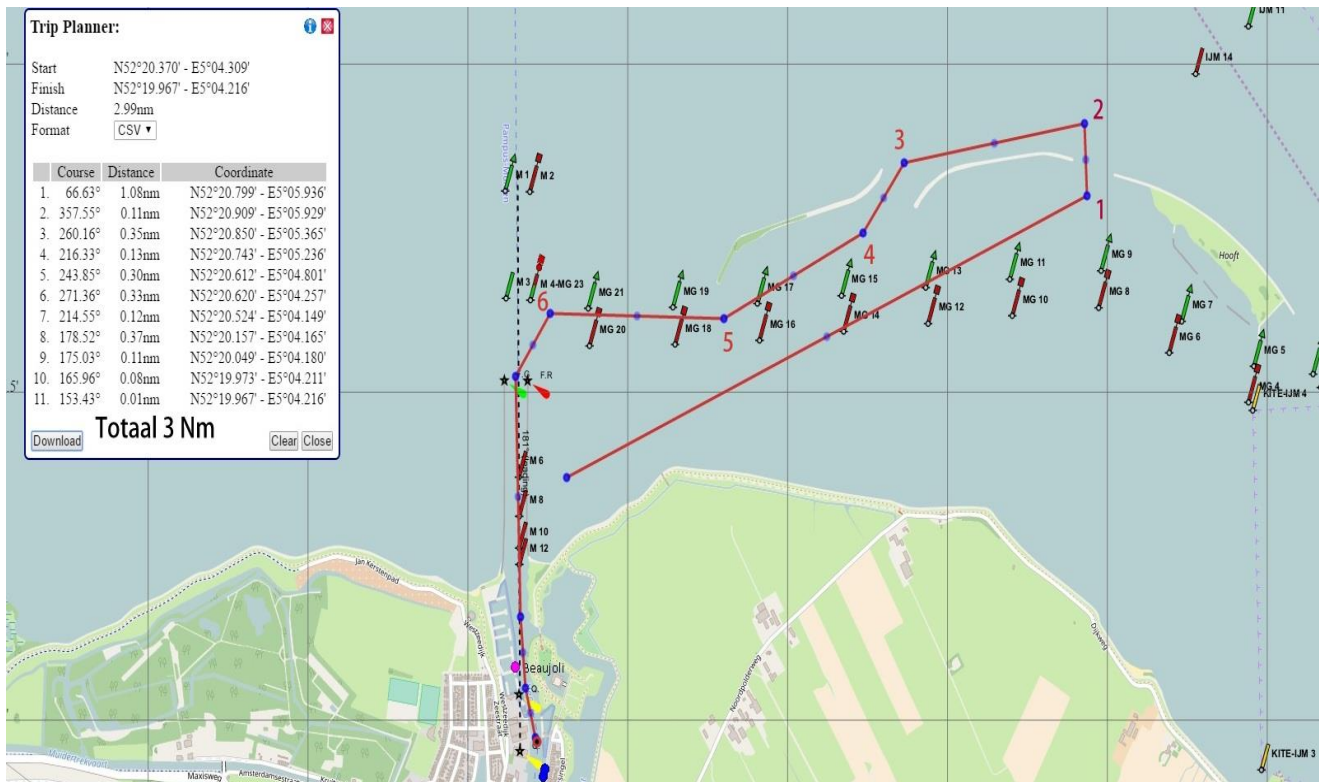 Trip Planner:
Start N52°20.370' - E5°04.309'
Finish N52°19.967' - E5°04.216'
Distance 2.99nm
Format CSV
Course Distance Coordinate
1. 66.63° 1.08nm N52°20.799' - E5°05.936'
2. 357.55° 0.11nm N52°20.909' - E5°05.929'
3. 260.16° 0.35nm N52°20.850' - E5°05.365'
4. 216.33° 0.13nm N52°20.743' - E5°05.236'
5. 243.85° 0.30nm N52°20.612' - E5°04.801'
6. 271.36° 0.33nm N52°20.620' - E5°04.257'
7. 214.55° 0.12nm N52°20.524' - E5°04.149'
8. 178.52° 0.37nm N52°20.157' - E5°04.165'
9. 175.03° 0.11nm N52°20.049' - E5°04.180'
10. 165.96° 0.08nm N52°19.973' - E5°04.211'
11. 153.43° 0.01nm N52°19.967' - E5°04.216'
Download Totaal 3 Nm Clear Close
IJM 11
IJM 14
2
3
M 1
M 2
1
4
Hooft
MG 9
MG 11
MG 13
MG 15
MG 17
MG 19
MG 21
M 3
M 4-MG 23
MG 8
MG 10
MG 12
MG 7
6
5
MG 14
MG 16
MG 18
MG 20
MG 6
MG 5
F.R
5'
MG 4
KITE-IJM 4
M 6
M 8
M 10
M 12
Jan Kerstenpad
Westzeedijk
Noordpolderweg
Dijkweg
Beaujoli
Q.
Westzeedijk
Zeestraat
Muidertrekvaart
Maxisweg
Singel
KITE-IJM 3